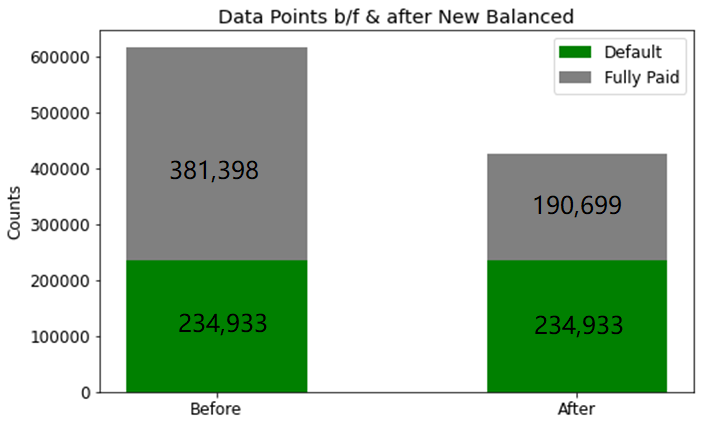 Data Points b/f & after New Balanced
Default
Fully Paid
Counts
600000
500000
400000
300000
200000
100000
0
381,398
234,933
190,699
234,933
Before
After